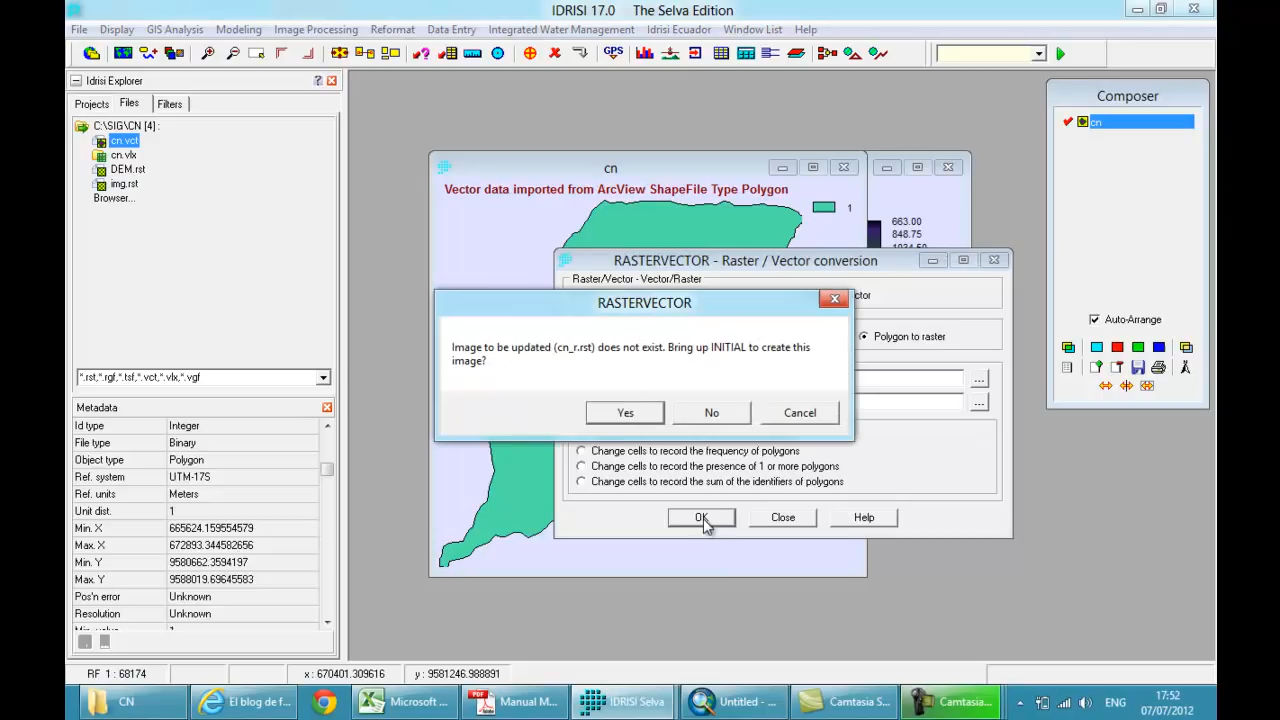 IDRISI 17.0 The Selva Edition
File Display GIS Analysis Modeling Image Processing Reformat Data Entry Integrated Water Management Idrisi Ecuador Window List Help
GPS
Idrisi Explorer
Projects Files Filters
C:\SIG\CN [4] :
cn.vct
cn.vlx
DEM.rst
img.rst
Browser...
*.rst,*.rgf,*.tsf,*.vct,*.vlx,*.vgf
Metadata
Id type Integer
File type Binary
Object type Polygon
Ref. system UTM-17S
Ref. units Meters
Unit dist. 1
Min. X 665624.159554579
Max. X 672893.344582656
Min. Y 9580662.3594197
Max. Y 9588019.69645583
Pos'n error Unknown
Resolution Unknown
cn
Vector data imported from ArcView ShapeFile Type Polygon
1
663.00
848.75
1034.50
RASTERVECTOR - Raster / Vector conversion
Raster/Vector - Vector/Raster
Polygon to raster
...
...
Change cells to record the frequency of polygons
Change cells to record the presence of 1 or more polygons
Change cells to record the sum of the identifiers of polygons
OK Close Help
RASTERVECTOR
Image to be updated (cn_r.rst) does not exist. Bring up INITIAL to create this
image?
Yes No Cancel
Composer
cn
Auto-Arrange
RF 1 : 68174 x : 670401.309616 y : 9581246.988891
CN El blog de f... Microsoft ... Manual M... IDRISI Selva Untitled - ... Camtasia S... Camtasia... ENG 17:52
07/07/2012